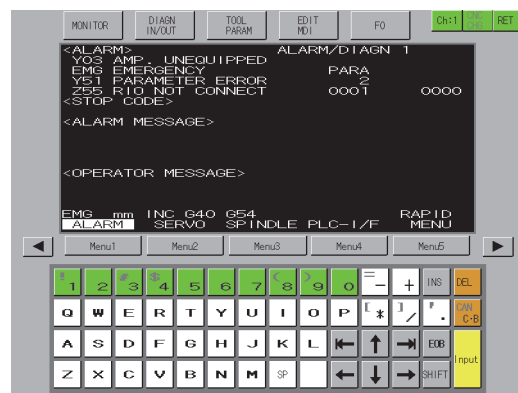 MONITOR DIAGN IN/OUT TOOL PARAM EDIT MDI FO Ch:1 CNC CHG RET
<ALARM> ALARM/DIAGN 1
Y03 AMP. UNEQUIPPED
EMG EMERGENCY PARA
Y51 PARAMETER ERROR 2
Z55 RIO NOT CONNECT 0001 0000
<STOP CODE>
<ALARM MESSAGE>
<OPERATOR MESSAGE>
EMG mm INC G40 G54 RAPID
ALARM SERVO SPINDLE PLC-I/F MENU
◀ Menu1 Menu2 Menu3 Menu4 Menu5 ▶
! 1 2 # 3 $ 4 5 6 7 ( 8 ) 9 0 = - + INS DEL
Q W E R T Y U I O P [ * ] / ' . CAN C-B
A S D F G H J K L ⇤ ↑ ⇥ EOB Input
Z X C V B N M SP ← ↓ → SHIFT